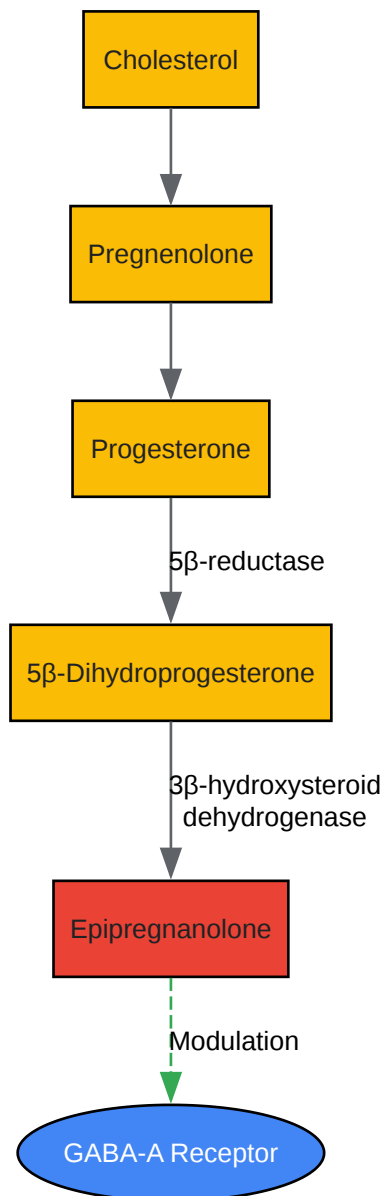 Cholesterol
Pregnenolone
Progesterone
5β-reductase
5β-Dihydroprogesterone
3β-hydroxysteroid
dehydrogenase
Epipregnanolone
Modulation
GABA-A Receptor